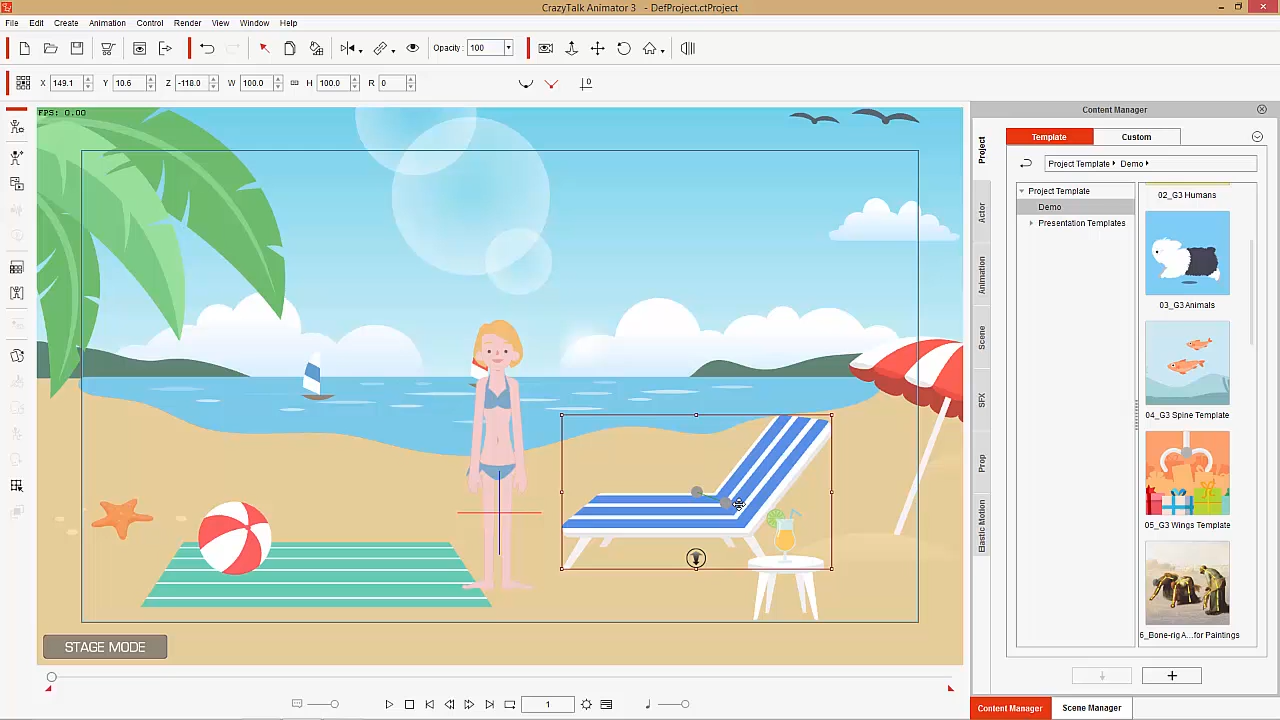 CrazyTalk Animator 3 - DefProject.ctProject
File Edit Create Animation Control Render View Window Help
Opacity : 100
X 149.1 Y 10.6 Z -118.0 W 100.0 H 100.0 R 0
FPS: 0.00
STAGE MODE
1
Content Manager
Template Custom
Project Template Demo
Project
Actor
Animation
Scene
SFX
Prop
Elastic Motion
Project Template
Demo
Presentation Templates
02_G3 Humans
03_G3 Animals
04_G3 Spine Template
05_G3 Wings Template
6_Bone-rig A...for Paintings
Content Manager Scene Manager